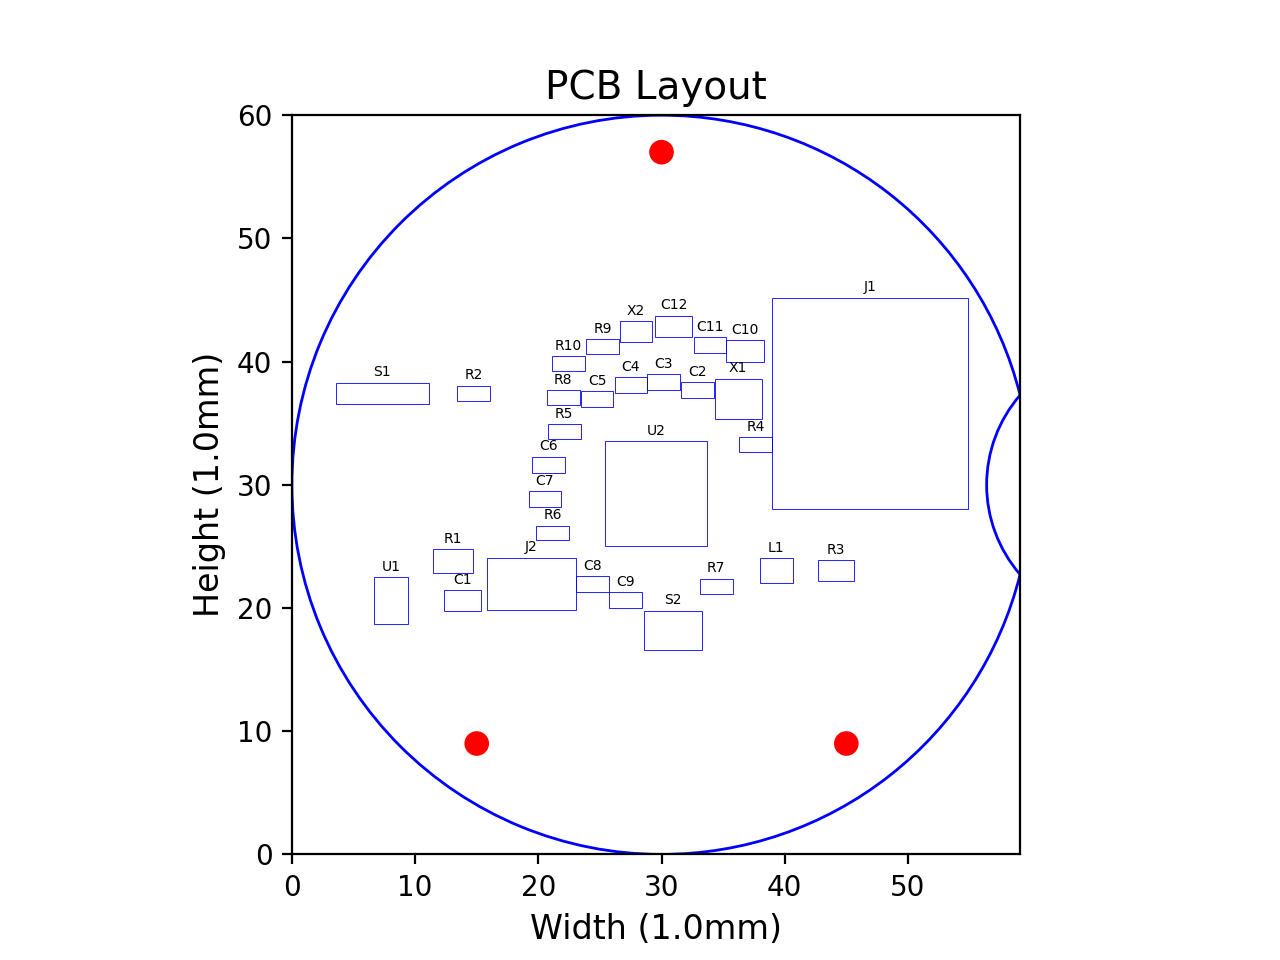 PCB Layout
60
50
40
30
20
10
0
Height (1.0mm)
J1
C12
X2
R9
C11
C10
R10
C3
C4
X1
S1
R2
R8
C5
C2
R5
U2
R4
C6
C7
R6
R1
J2
L1
R3
U1
C1
C8
C9
R7
S2
0
10
20
30
40
50
Width (1.0mm)